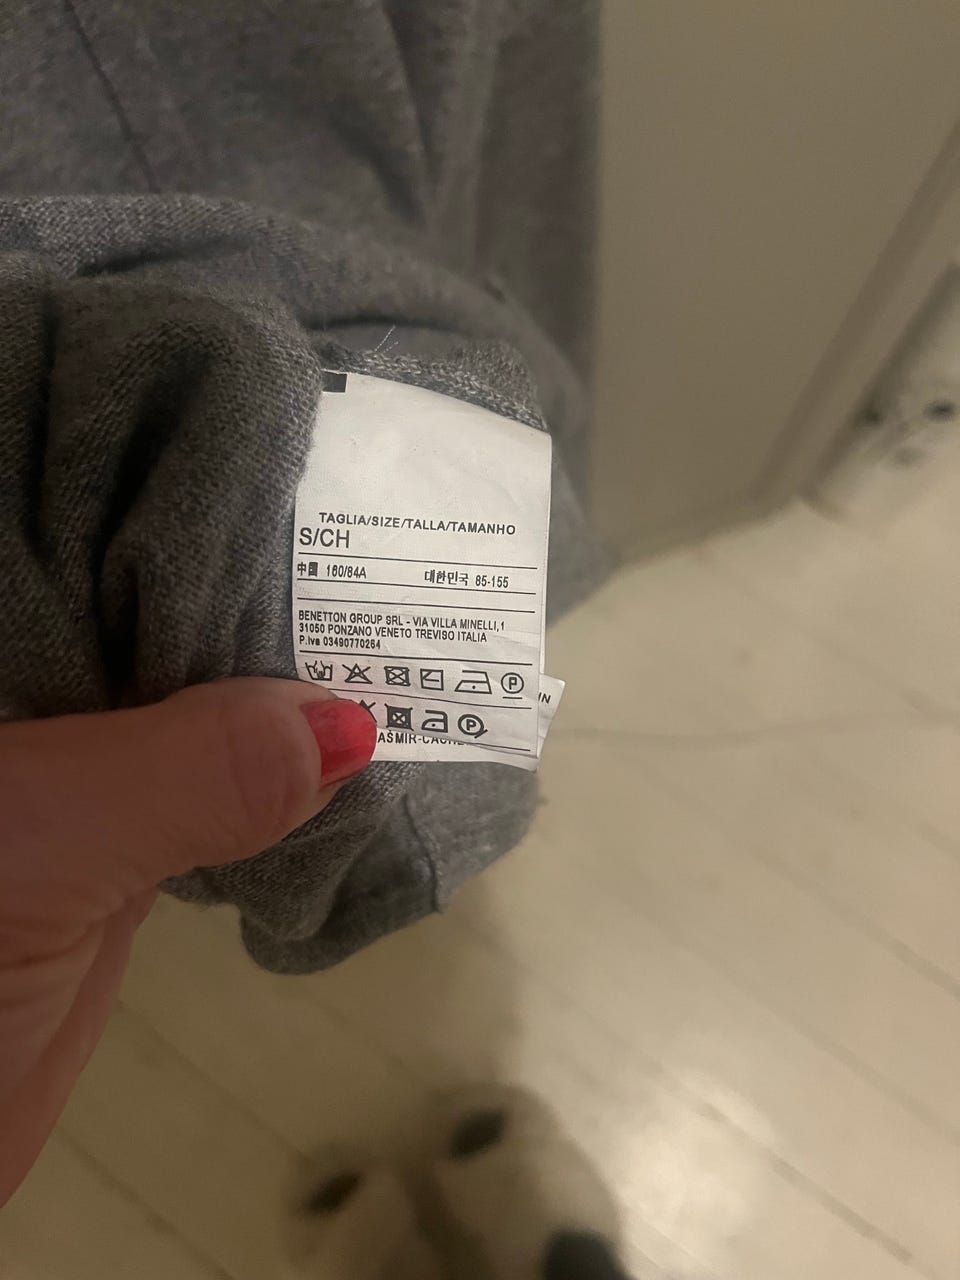 TAGLIA/SIZE/TALLA/TAMANHO
S/CH
中国 160/84A 대한민국 85-155
BENETTON GROUP SRL - VIA VILLA MINELLI,1
31050 PONZANO VENETO TREVISO ITALIA
P.Iva 03490770264
P
P